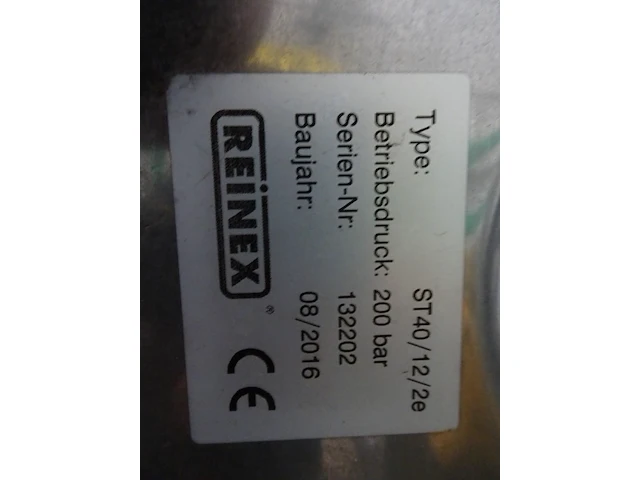 Type: ST40/12/2e
Betriebsdruck: 200 bar
Serien-Nr: 132202
Baujahr: 08/2016
REINEX ® CE